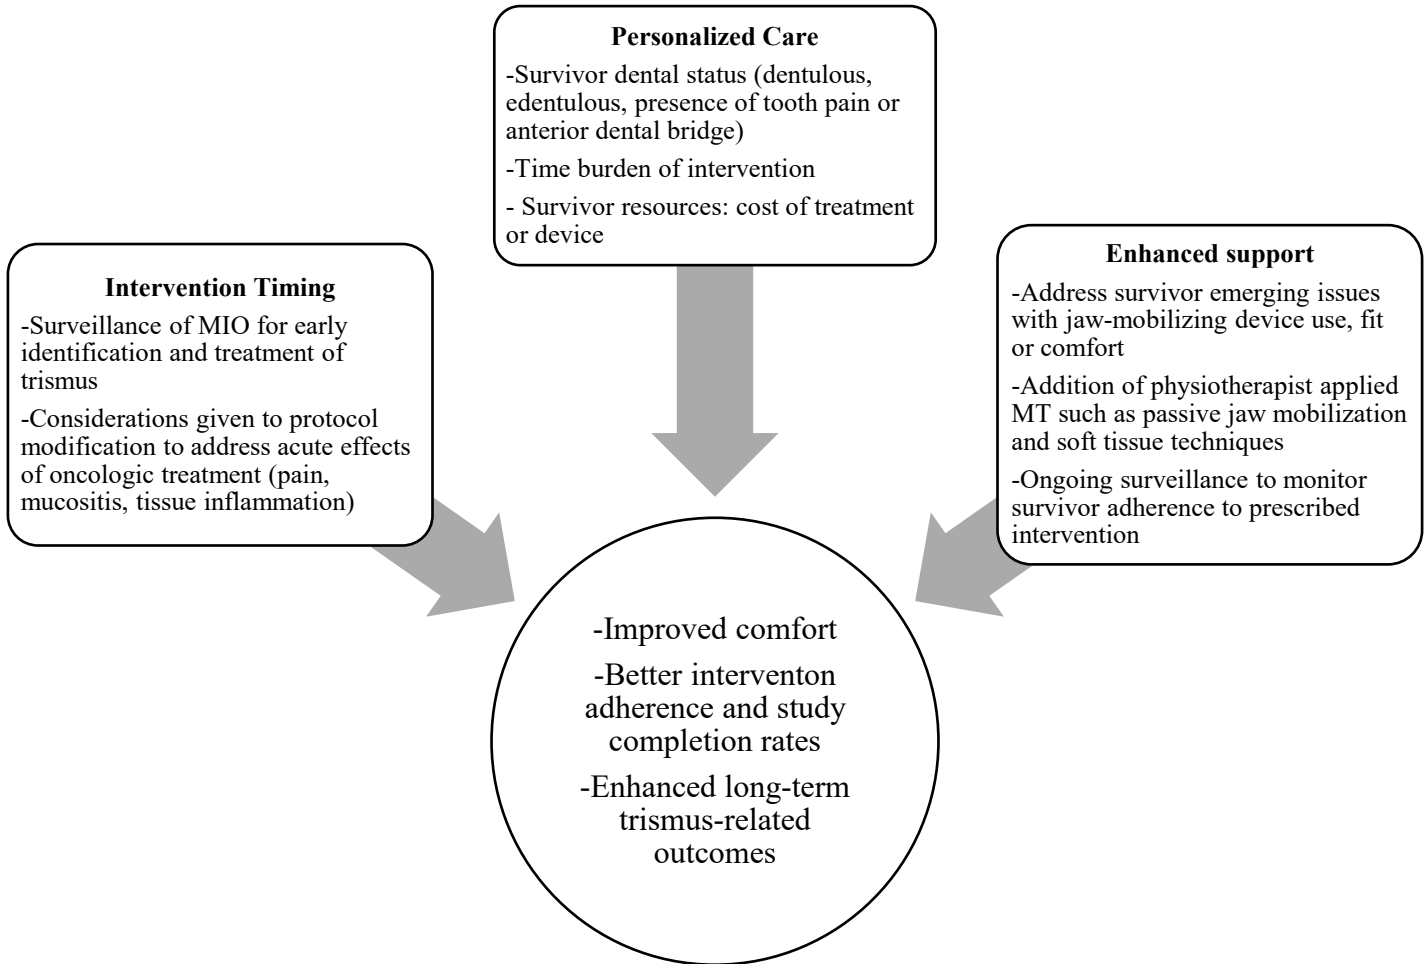 Personalized Care
-Survivor dental status (dentulous,
edentulous, presence of tooth pain or
anterior dental bridge)
-Time burden of intervention
- Survivor resources: cost of treatment
or device
Intervention Timing
-Surveillance of MIO for early
identification and treatment of
trismus
-Considerations given to protocol
modification to address acute effects
of oncologic treatment (pain,
mucositis, tissue inflammation)
Enhanced support
-Address survivor emerging issues
with jaw-mobilizing device use, fit
or comfort
-Addition of physiotherapist applied
MT such as passive jaw mobilization
and soft tissue techniques
-Ongoing surveillance to monitor
survivor adherence to prescribed
intervention
-Improved comfort
-Better interventon
adherence and study
completion rates
-Enhanced long-term
trismus-related
outcomes